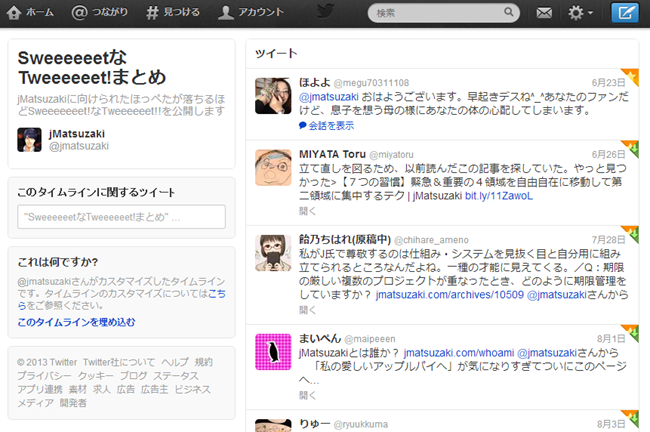 ホーム つながり 見つける アカウント 検索
Sweeeeeetな
Tweeeeeet!まとめ
jMatsuzakiに向けられたほっぺたが落ちるほ
どSweeeeeet!なTweeeeeet!!!を公開します
jMatsuzaki
@jmatsuzaki
このタイムラインに関するツイート
"SweeeeeetなTweeeeeet!まとめ" ...
これは何ですか?
@jmatsuzakiさんがカスタマイズしたタイムライ
ンです。タイムラインのカスタマイズについてはこち
らをご参照ください。
このタイムラインを埋め込む
© 2013 Twitter Twitter社について ヘルプ 規約
プライバシー クッキー ブログ ステータス
アプリ連携 素材 求人 広告 広告主 ビジネス
メディア 開発者
ツイート
ほよよ @megu70311108 6月23日
@jmatsuzaki おはようございます。早起きデスね^_^あなたのファンだ
けど、息子を想う母の様にあなたの体の心配してしまいます。
会話を表示
MIYATA Toru @miyatoru 6月26日
立て直しを図るため、以前読んだこの記事を探していた。やっと見つ
かった>【７つの習慣】緊急＆重要の４領域を自由自在に移動して第
二領域に集中するテク | jMatsuzaki bit.ly/11ZawoL
開く
飴乃ちはれ(原稿中) @chihare_ameno 7月28日
私がJ氏で尊敬するのは仕組み・システムを見抜く目と自分用に組み
立てられるところなんだよね。一種の才能に見えてくる。／Q：期限
の厳しい複数のプロジェクトが重なったとき、どのように期限管理を
していますか？ jmatsuzaki.com/archives/10509 @jmatsuzakiさんから
開く
まいぺん @maipeeen 8月1日
jMatsuzakiとは誰か？ jmatsuzaki.com/whoami @jmatsuzakiさんから
「私の愛しいアップルパイへ」が気になりすぎてついにこのページ
へ…
開く
りゅー @ryuukkuma 8月3日